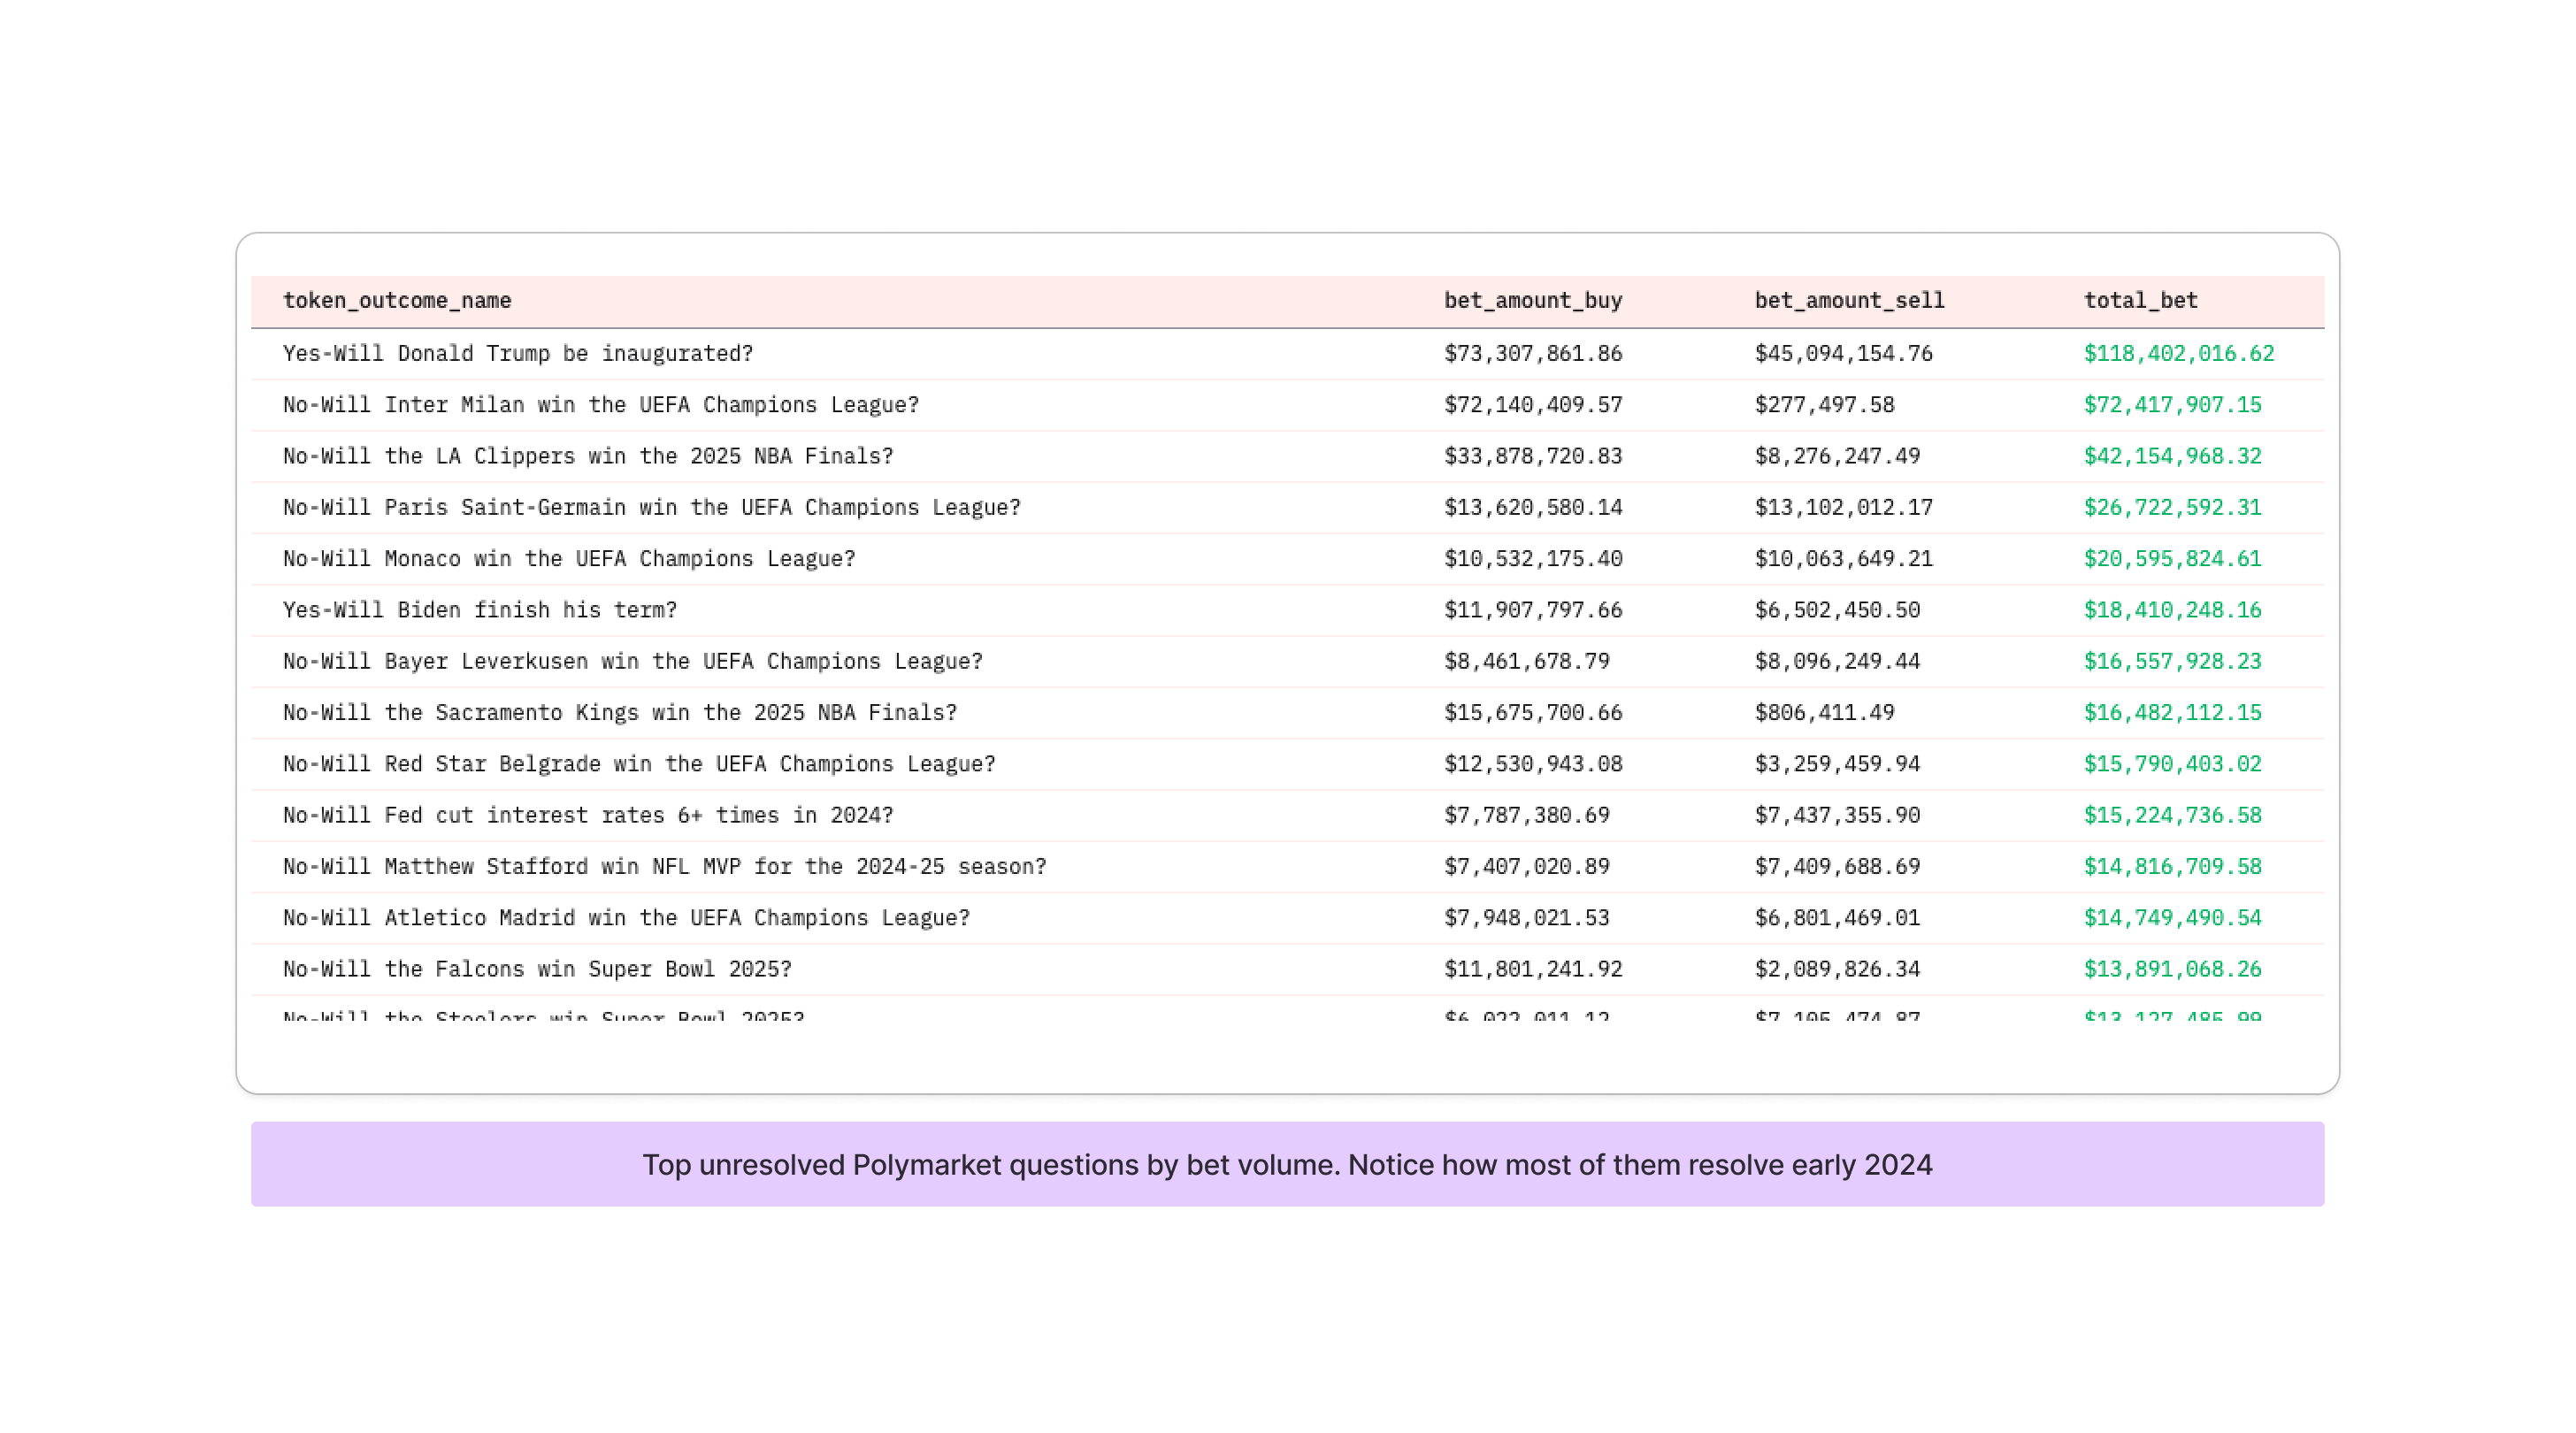 token_outcome_name bet_amount_buy bet_amount_sell total_bet
Yes-Will Donald Trump be inaugurated? $73,307,861.86 $45,094,154.76 $118,402,016.62
No-Will Inter Milan win the UEFA Champions League? $72,140,409.57 $277,497.58 $72,417,907.15
No-Will the LA Clippers win the 2025 NBA Finals? $33,878,720.83 $8,276,247.49 $42,154,968.32
No-Will Paris Saint-Germain win the UEFA Champions League? $13,620,580.14 $13,102,012.17 $26,722,592.31
No-Will Monaco win the UEFA Champions League? $10,532,175.40 $10,063,649.21 $20,595,824.61
Yes-Will Biden finish his term? $11,907,797.66 $6,502,450.50 $18,410,248.16
No-Will Bayer Leverkusen win the UEFA Champions League? $8,461,678.79 $8,096,249.44 $16,557,928.23
No-Will the Sacramento Kings win the 2025 NBA Finals? $15,675,700.66 $806,411.49 $16,482,112.15
No-Will Red Star Belgrade win the UEFA Champions League? $12,530,943.08 $3,259,459.94 $15,790,403.02
No-Will Fed cut interest rates 6+ times in 2024? $7,787,380.69 $7,437,355.90 $15,224,736.58
No-Will Matthew Stafford win NFL MVP for the 2024-25 season? $7,407,020.89 $7,409,688.69 $14,816,709.58
No-Will Atletico Madrid win the UEFA Champions League? $7,948,021.53 $6,801,469.01 $14,749,490.54
No-Will the Falcons win Super Bowl 2025? $11,801,241.92 $2,089,826.34 $13,891,068.26
No-Will the Steelers win Super Bowl 2025?
Top unresolved Polymarket questions by bet volume. Notice how most of them resolve early 2024